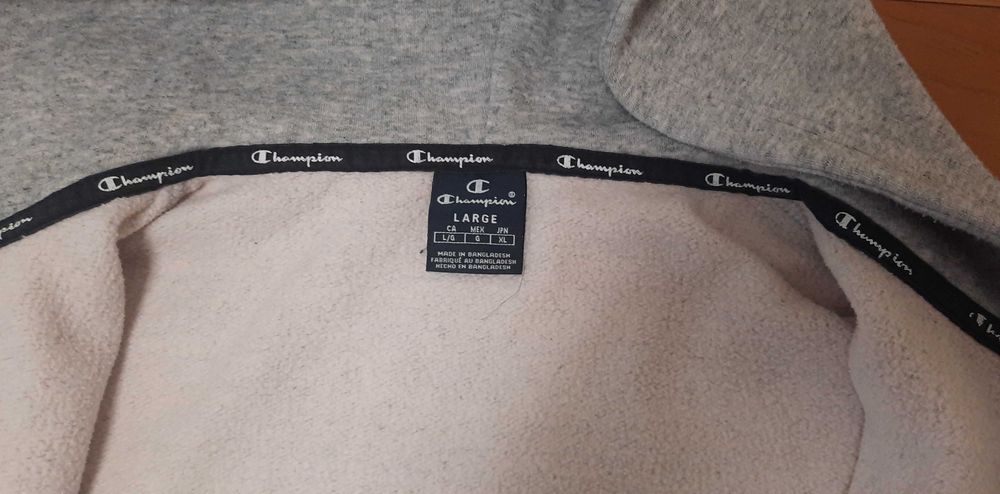 Champion Champion Champion Champion Champion Champion
Champion®
LARGE
CA MEX JPN
L/G G XL
MADE IN BANGLADESH
FABRIQUÉ AU BANGLADESH
HECHO EN BANGLADESH